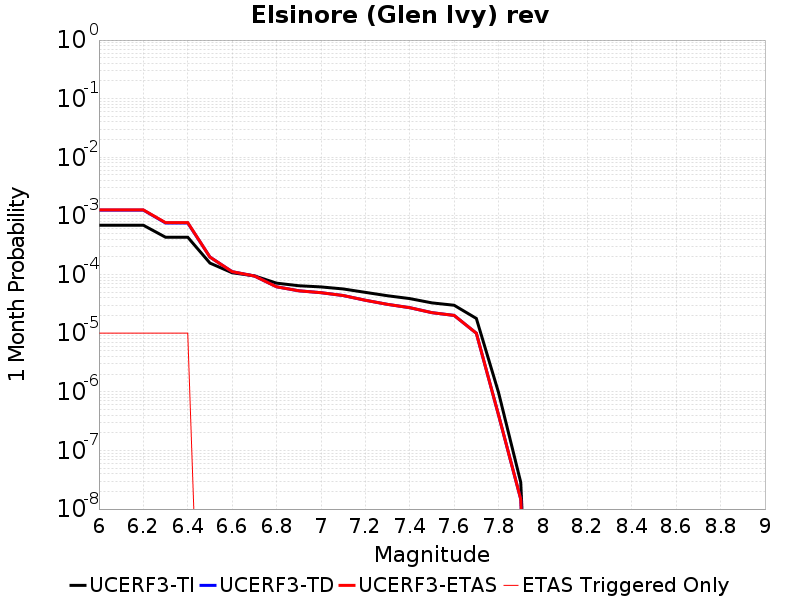 Elsinore (Glen Ivy) rev
1 Month Probability
10^0
10^-1
10^-2
10^-3
10^-4
10^-5
10^-6
10^-7
10^-8
6 6.2 6.4 6.6 6.8 7 7.2 7.4 7.6 7.8 8 8.2 8.4 8.6 8.8 9
Magnitude
UCERF3-TI UCERF3-TD UCERF3-ETAS ETAS Triggered Only